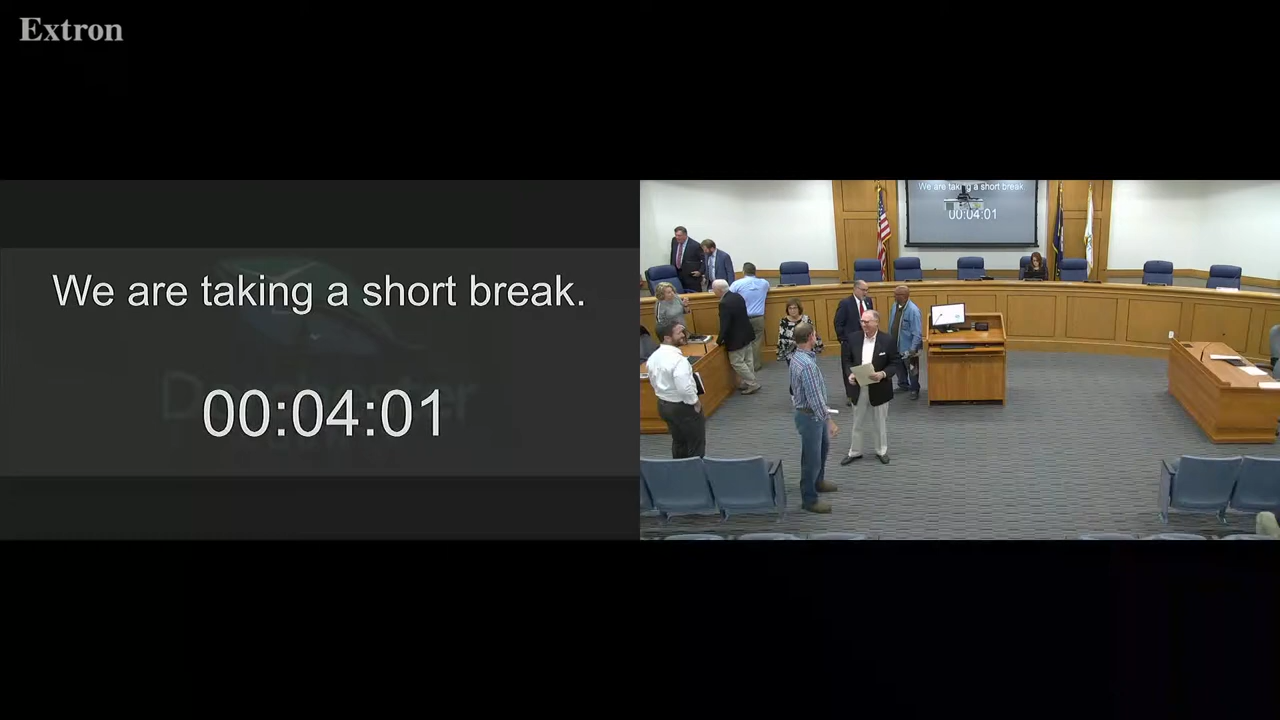 Extron
We are taking a short break.
00:04:01
We are taking a short break
00:04:01